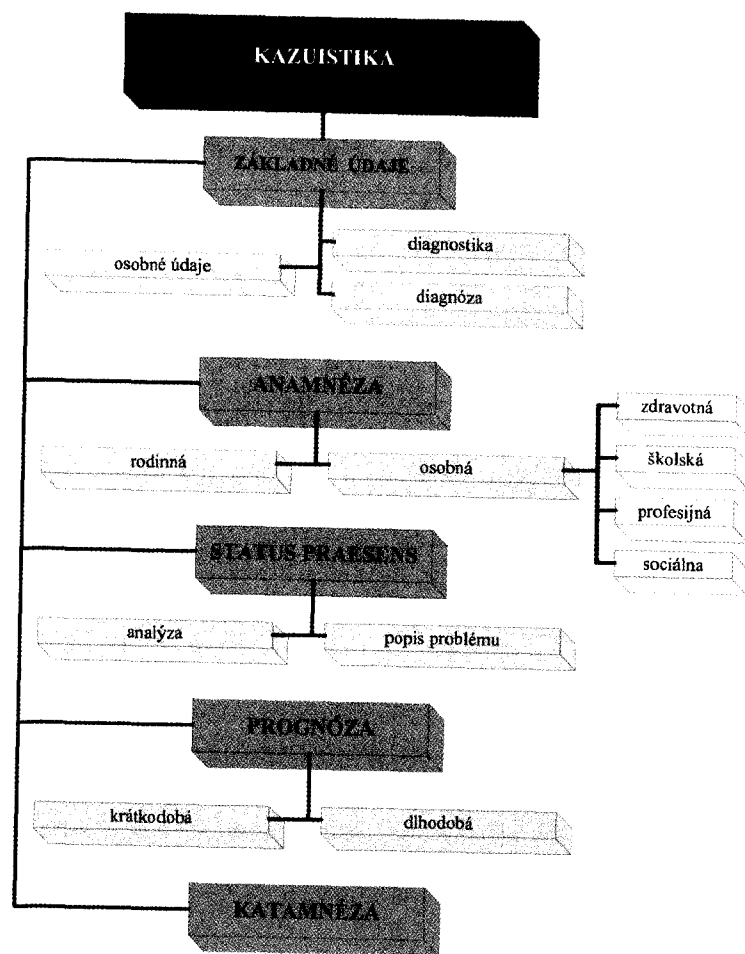 KAZUISTIKA
ZÁKLADNÉ ÚDAJE
diagnostika
osobné údaje
diagnóza
ANAMNÉZA
zdravotná
rodinná
osobná
školská
profesijná
STATUS PRAESENS
sociálna
analýza
popis problému
PROGNÓZA
krátkodobá
dlhodobá
KATAMNÉZA